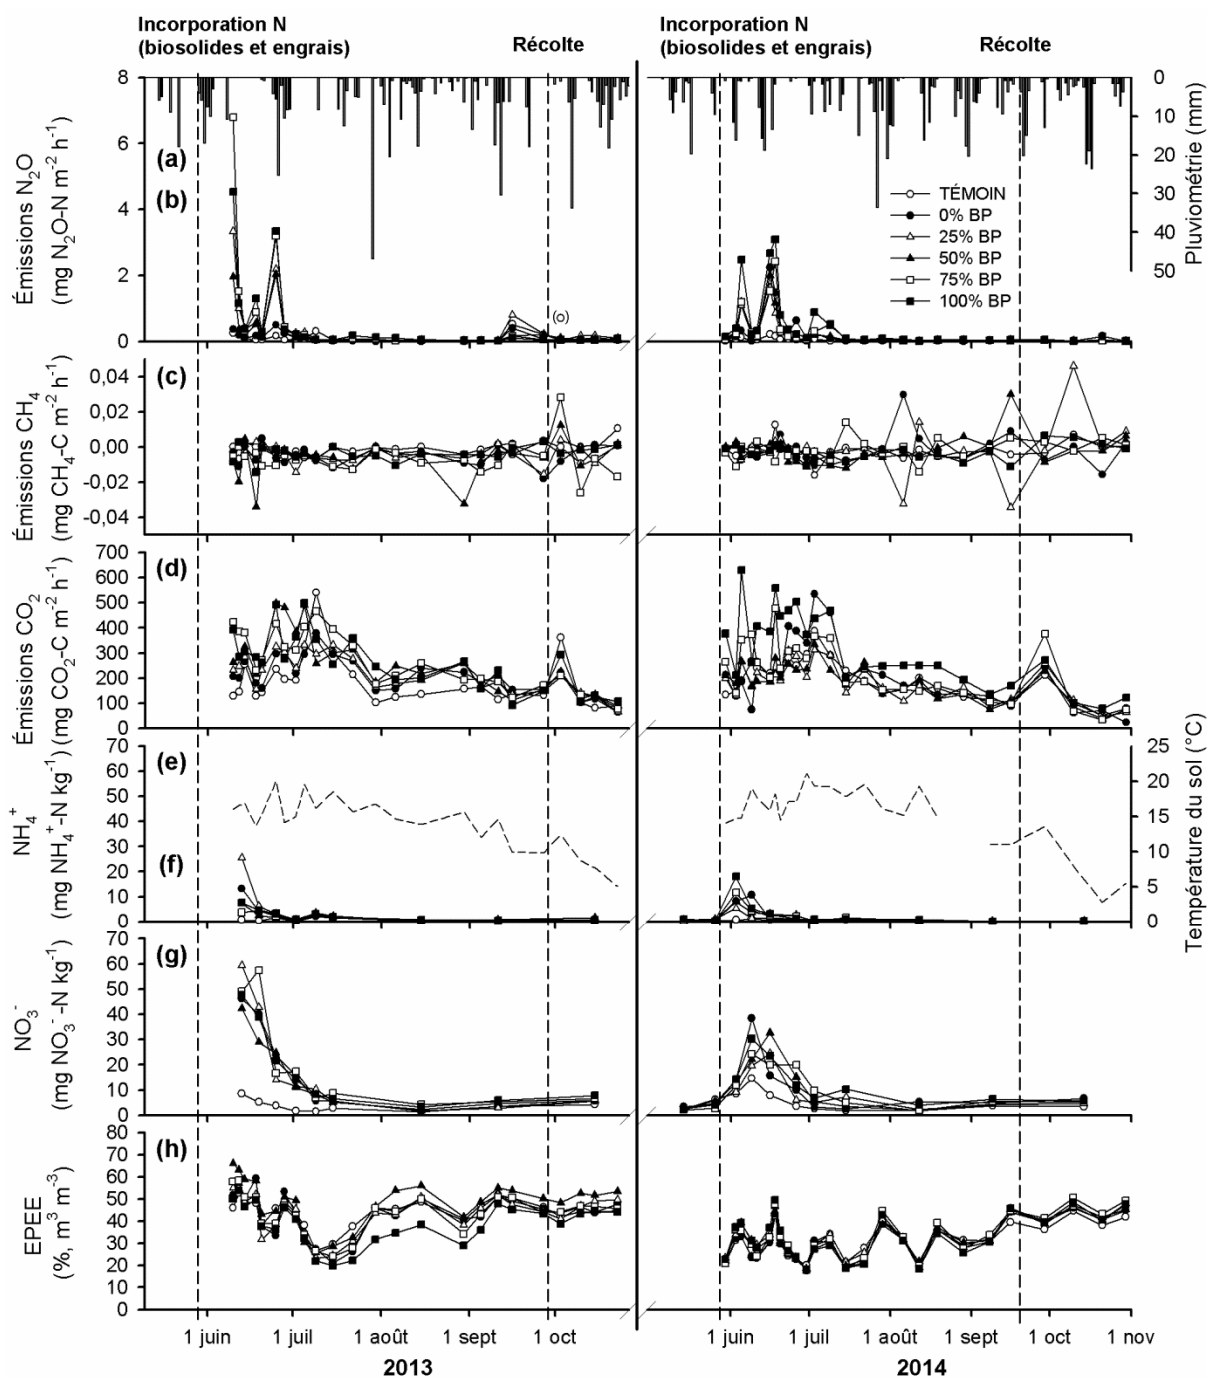 Incorporation N
(biosolides et engrais)
Récolte
Incorporation N
(biosolides et engrais)
Récolte
Émissions N₂O
(mg N₂O-N m⁻² h⁻¹)
8
6
4
2
0
(a)
(b)
TÉMOIN
0% BP
25% BP
50% BP
75% BP
100% BP
0
10
20
30
40
50
Pluviométrie (mm)
(o)
Émissions CH₄
(mg CH₄-C m⁻² h⁻¹)
0,04
0,02
0,00
-0,02
-0,04
(c)
Émissions CO₂
(mg CO₂-C m⁻² h⁻¹)
700
600
500
400
300
200
100
0
(d)
NH₄⁺
(mg NH₄⁺-N kg⁻¹)
70
60
50
40
30
20
10
0
(e)
(f)
25
20
15
10
5
0
Température du sol (°C)
NO₃⁻
(mg NO₃⁻-N kg⁻¹)
70
60
50
40
30
20
10
0
(g)
EPEE
(%, m³ m⁻³)
80
70
60
50
40
30
20
10
0
(h)
1 juin 1 juil 1 août 1 sept 1 oct
1 juin 1 juil 1 août 1 sept 1 oct 1 nov
2013
2014